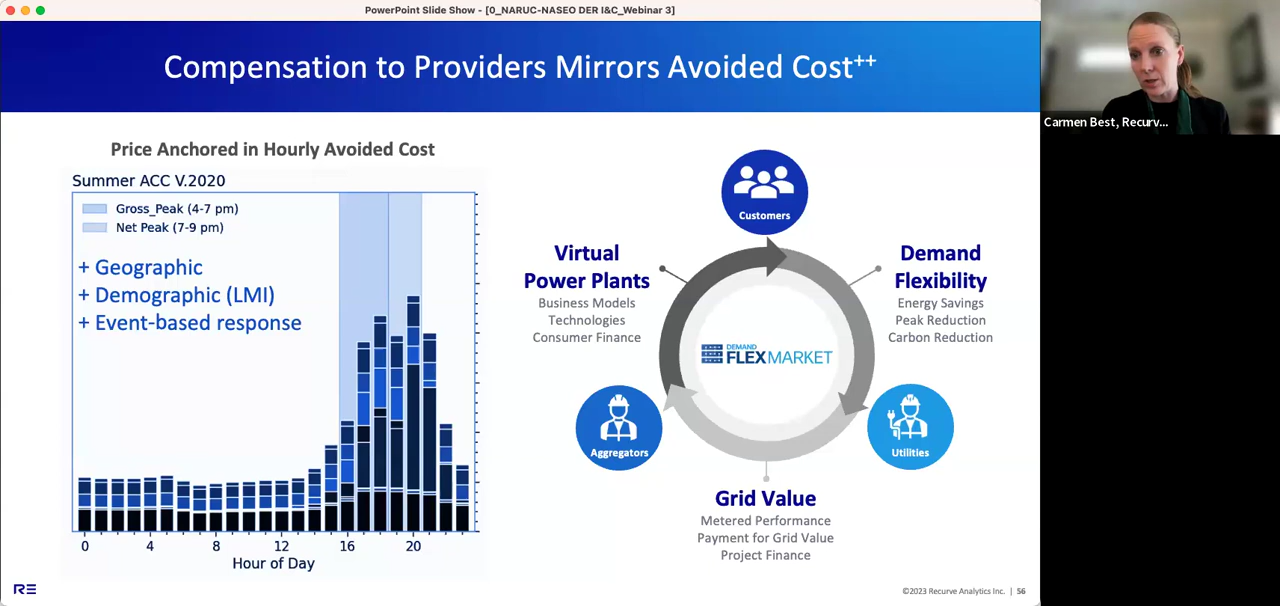 PowerPoint Slide Show - [0_NARUC-NASEO DER I&C_Webinar 3]
Compensation to Providers Mirrors Avoided Cost++
Carmen Best, Recurv...
Price Anchored in Hourly Avoided Cost
Summer ACC V.2020
Gross_Peak (4-7 pm)
Net Peak (7-9 pm)
+ Geographic
+ Demographic (LMI)
+ Event-based response
0 4 8 12 16 20
Hour of Day
Customers
Virtual
Power Plants
Business Models
Technologies
Consumer Finance
Demand
Flexibility
Energy Savings
Peak Reduction
Carbon Reduction
DEMAND
FLEXMARKET
Aggregators
Utilities
Grid Value
Metered Performance
Payment for Grid Value
Project Finance
RE
©2023 Recurve Analytics Inc. | 56